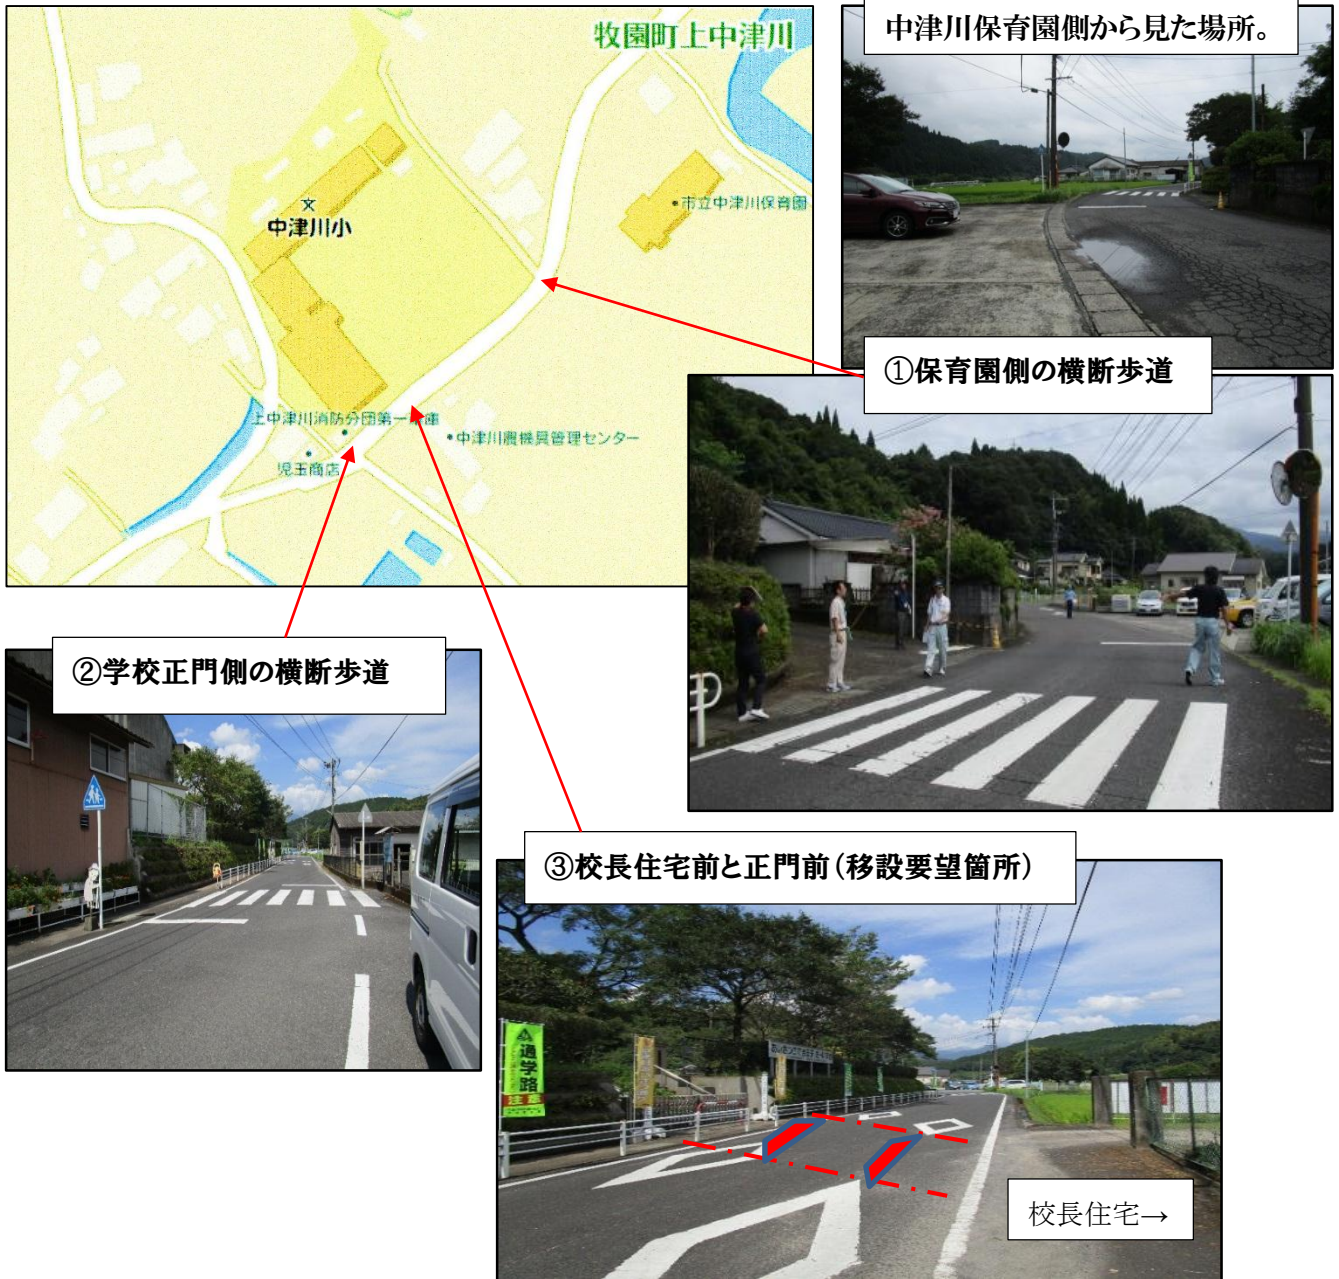 牧園町上中津川
文
中津川小
市立中津川保育園
上中津川消防分団第一車庫
中津川農機具管理センター
児玉商店
中津川保育園側から見た場所。
①保育園側の横断歩道
②学校正門側の横断歩道
③校長住宅前と正門前(移設要望箇所)
通学路
注意
校長住宅→